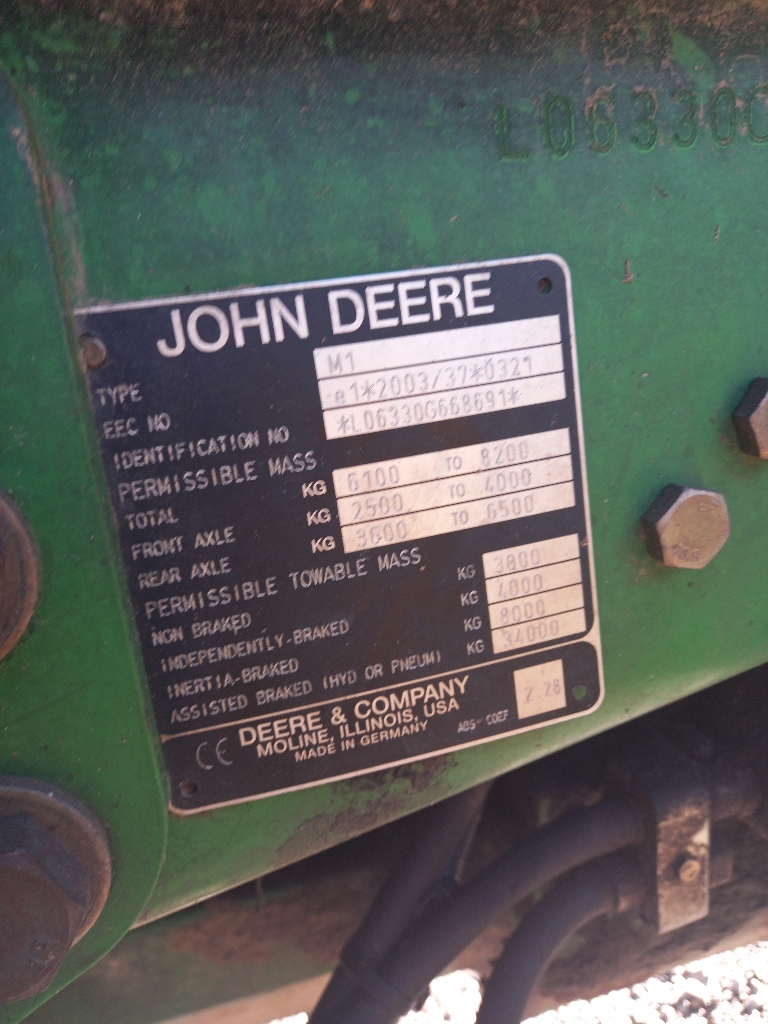 L06330G
JOHN DEERE
TYPE M1
EEC NO e1*2003/37*0321
IDENTIFICATION NO *L06330G668691*
PERMISSIBLE MASS
TOTAL KG 6100 TO 8200
FRONT AXLE KG 2500 TO 4000
REAR AXLE KG 3600 TO 6500
PERMISSIBLE TOWABLE MASS
NON BRAKED KG 3800
INDEPENDENTLY-BRAKED KG 4000
INERTIA-BRAKED KG 8000
ASSISTED BRAKED (HYD OR PNEUM) KG 34000
CE DEERE & COMPANY
MOLINE, ILLINOIS, USA
MADE IN GERMANY
ABS-COEF 2.28